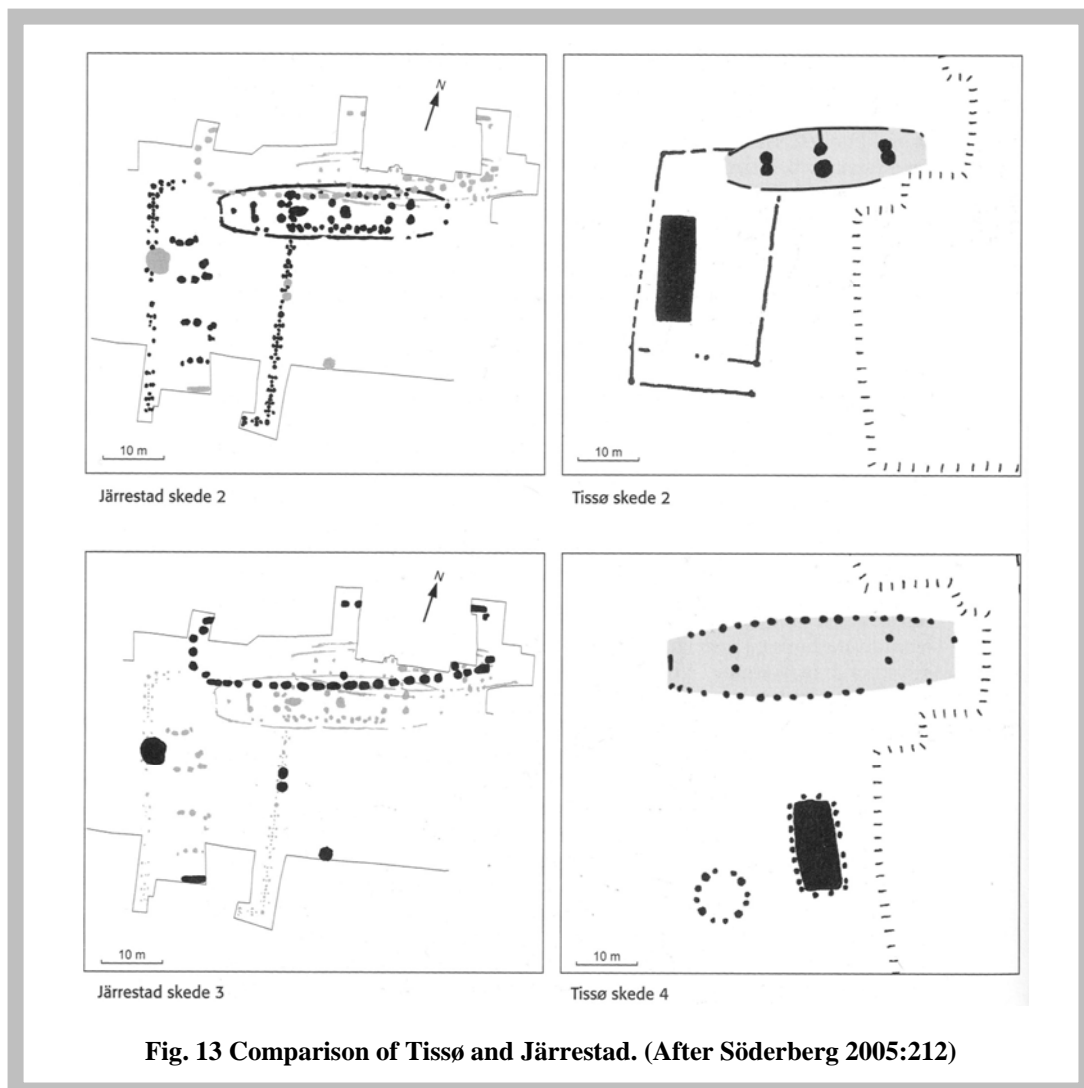 N
10 m
Järrestad skede 2
10 m
Tissø skede 2
N
10 m
Järrestad skede 3
10 m
Tissø skede 4
Fig. 13 Comparison of Tissø and Järrestad. (After Söderberg 2005:212)